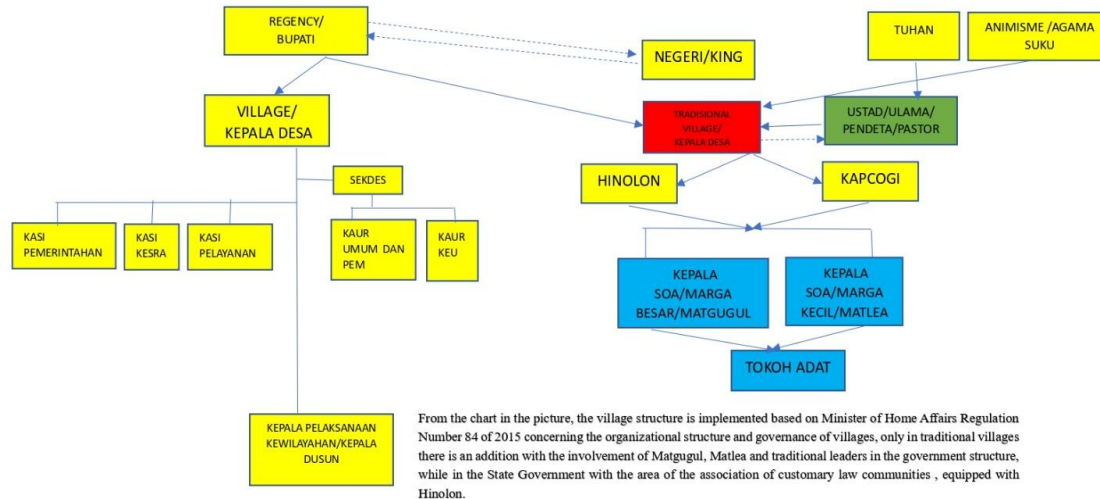 REGENCY/
BUPATI
NEGERI/KING
TUHAN
ANIMISME /AGAMA
SUKU
VILLAGE/
KEPALA DESA
TRADISIONAL
VILLAGE/
KEPALA DESA
USTAD/ULAMA/
PENDETA/PASTOR
SEKDES
HINOLON
KAPCOGI
KASI
PEMERINTAHAN
KASI
KESRA
KASI
PELAYANAN
KAUR
UMUM DAN
PEM
KAUR
KEU
KEPALA
SOA/MARGA
BESAR/MATGUGUL
KEPALA
SOA/MARGA
KECIL/MATLEA
TOKOH ADAT
KEPALA PELAKSANAAN
KEWILAYAHAN/KEPALA
DUSUN
From the chart in the picture, the village structure is implemented based on Minister of Home Affairs Regulation
Number 84 of 2015 concerning the organizational structure and governance of villages, only in traditional villages
there is an addition with the involvement of Matgugul, Matlea and traditional leaders in the government structure,
while in the State Government with the area of the association of customary law communities , equipped with
Hinolon.